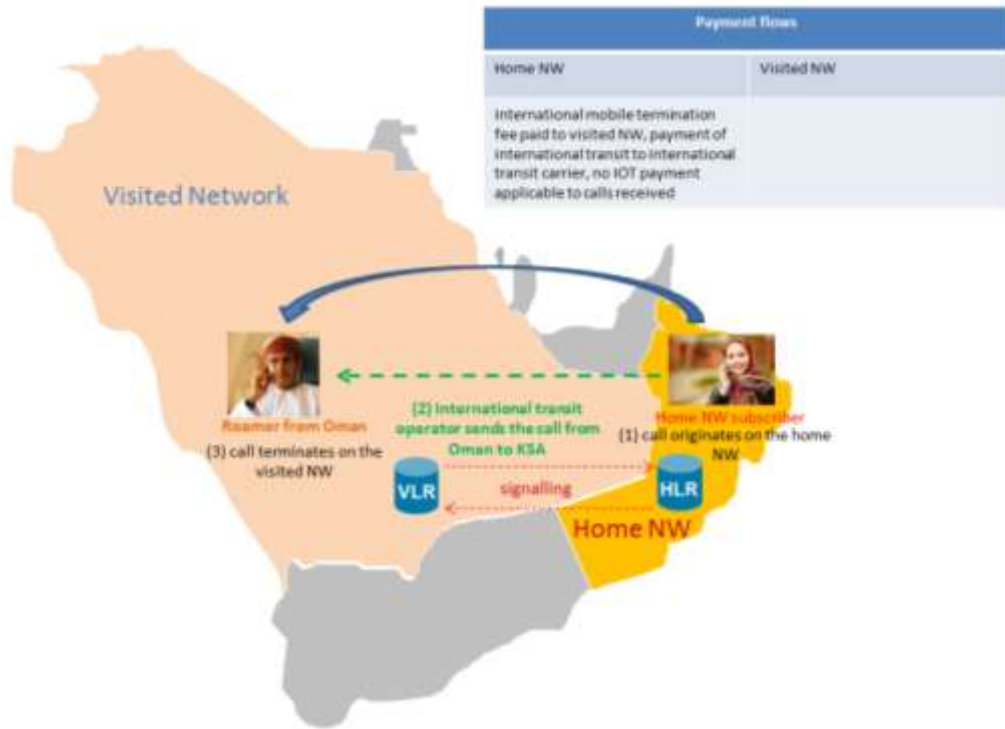 Payment flows
Home NW
Visited NW
International mobile termination
fee paid to visited NW, payment of
international transit to international
transit carrier, no IOT payment
applicable to calls received
Visited Network
Roamer from Oman
(3) call terminates on the
visited NW
(2) International transit
operator sends the call from
Oman to KSA
Home NW subscriber
(1) call originates on the home
NW
VLR
signalling
HLR
Home NW